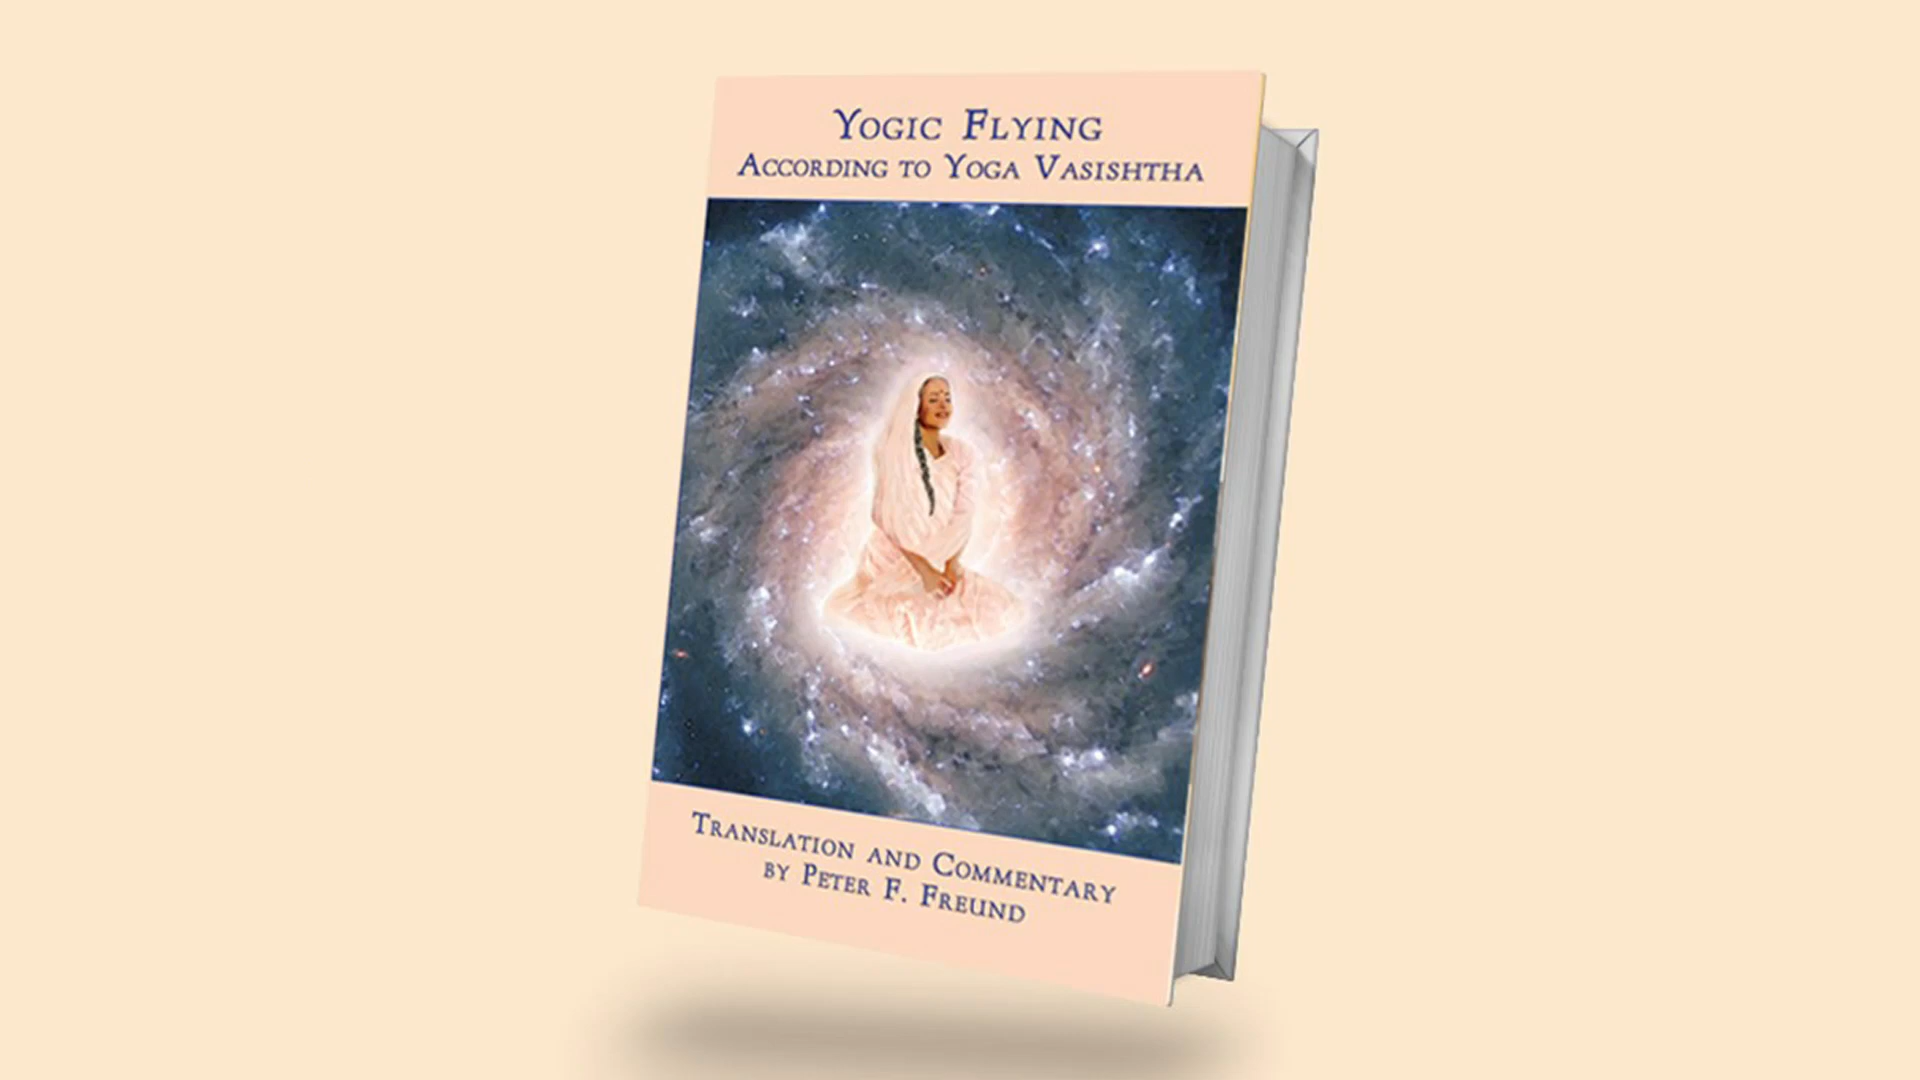 Yogic Flying
According to Yoga Vasishtha
Translation and Commentary
by Peter F. Freund